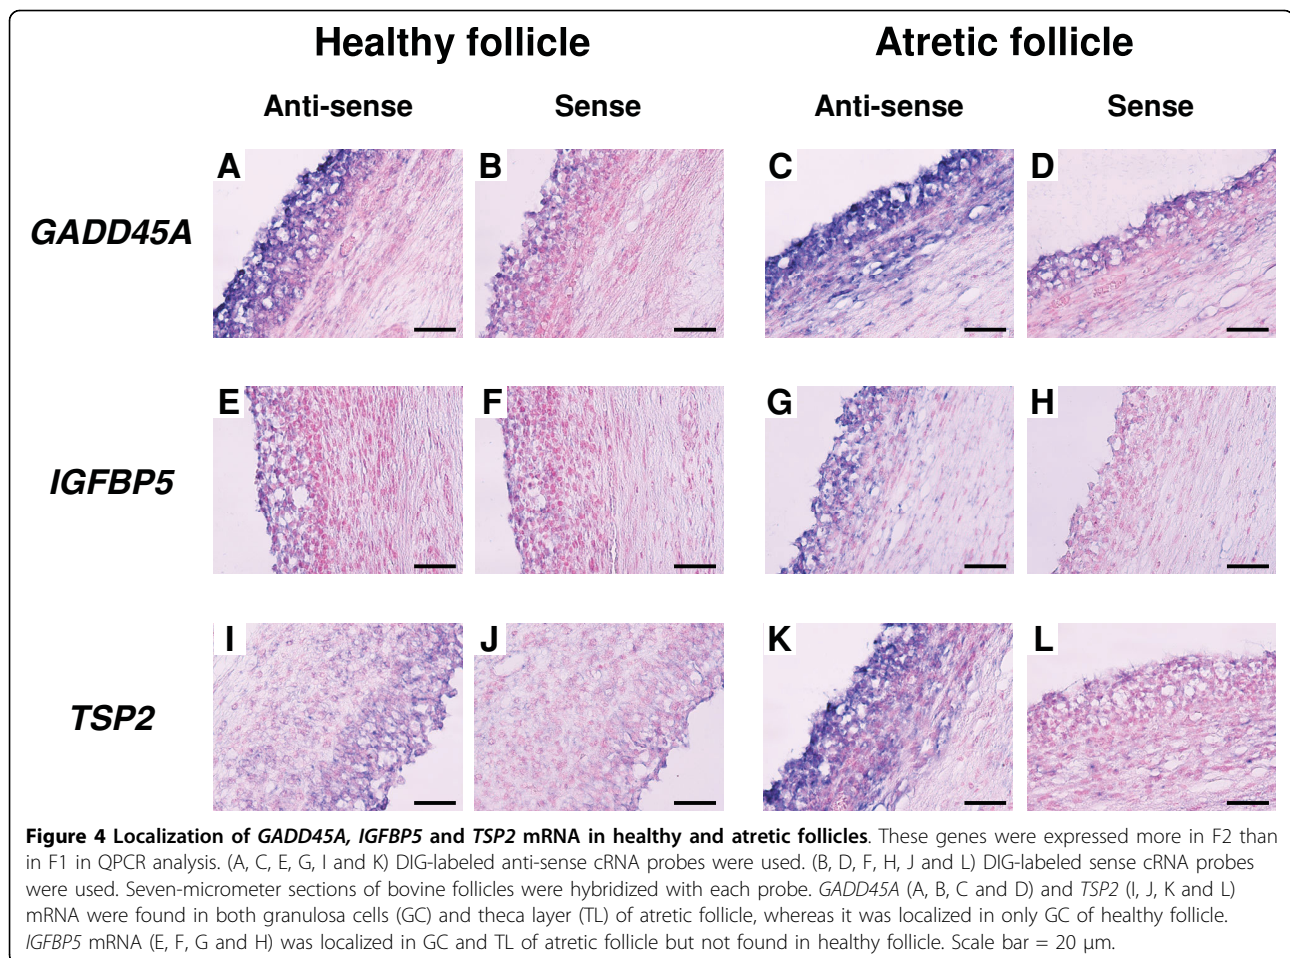 Healthy follicle Atretic follicle
Anti-sense Sense Anti-sense Sense
A B C D
GADD45A
E F G H
IGFBP5
I J K L
TSP2
Figure 4 Localization of GADD45A, IGFBP5 and TSP2 mRNA in healthy and atretic follicles. These genes were expressed more in F2 than
in F1 in QPCR analysis. (A, C, E, G, I and K) DIG-labeled anti-sense cRNA probes were used. (B, D, F, H, J and L) DIG-labeled sense cRNA probes
were used. Seven-micrometer sections of bovine follicles were hybridized with each probe. GADD45A (A, B, C and D) and TSP2 (I, J, K and L)
mRNA were found in both granulosa cells (GC) and theca layer (TL) of atretic follicle, whereas it was localized in only GC of healthy follicle.
IGFBP5 mRNA (E, F, G and H) was localized in GC and TL of atretic follicle but not found in healthy follicle. Scale bar = 20 μm.